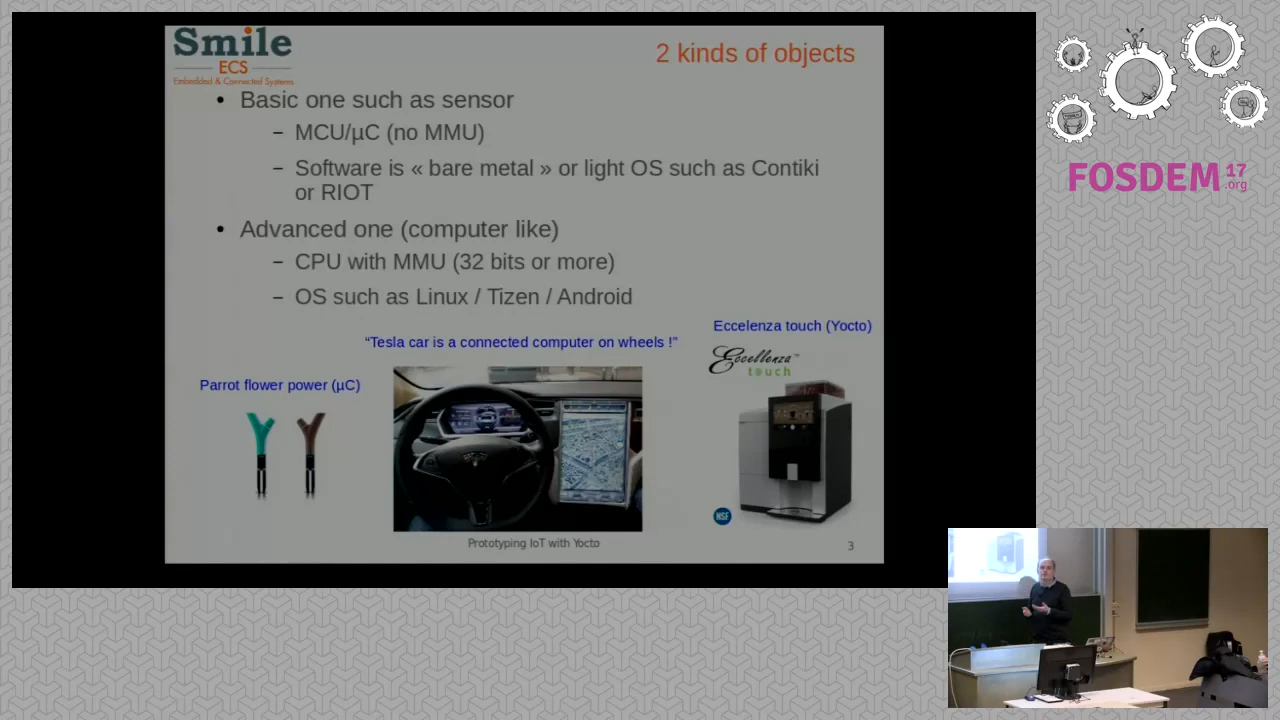 Smile
ECS
Embedded & Connected Systems
2 kinds of objects
• Basic one such as sensor
– MCU/µC (no MMU)
– Software is « bare metal » or light OS such as Contiki
or RIOT
• Advanced one (computer like)
– CPU with MMU (32 bits or more)
– OS such as Linux / Tizen / Android
Eccelenza touch (Yocto)
“Tesla car is a connected computer on wheels !”
Eccellenza™
touch
Parrot flower power (µC)
NSF
Prototyping IoT with Yocto
3
FOSDEM 17
.org